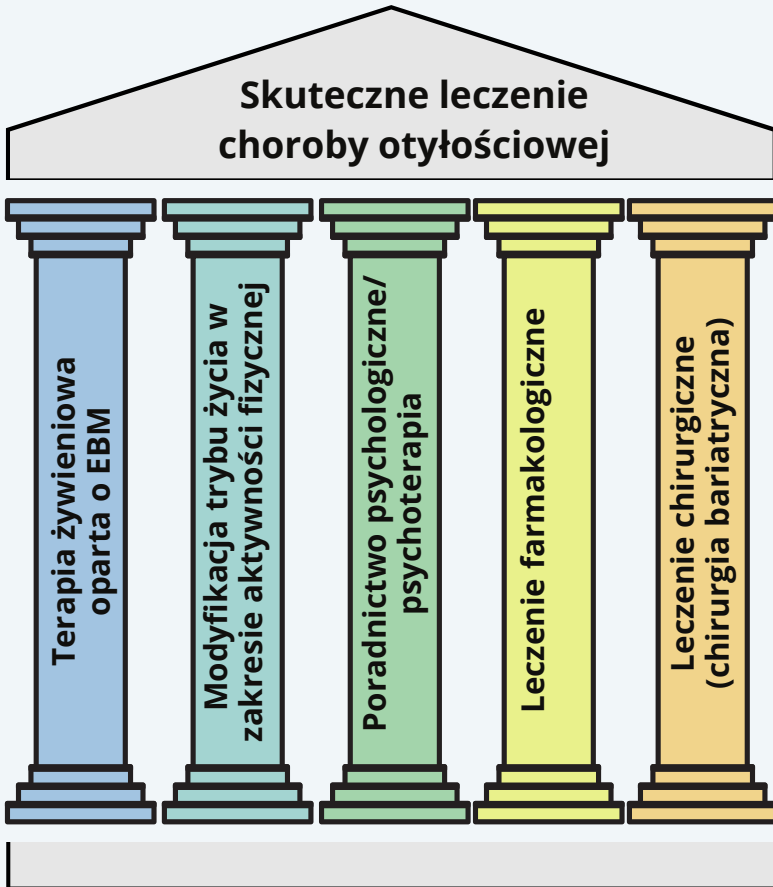 Skuteczne leczenie
choroby otyłościowej
Terapia żywieniowa
oparta o EBM
Modyfikacja trybu życia w
zakresie aktywności fizycznej
Poradnictwo psychologiczne/
psychoterapia
Leczenie farmakologiczne
Leczenie chirurgiczne
(chirurgia bariatryczna)